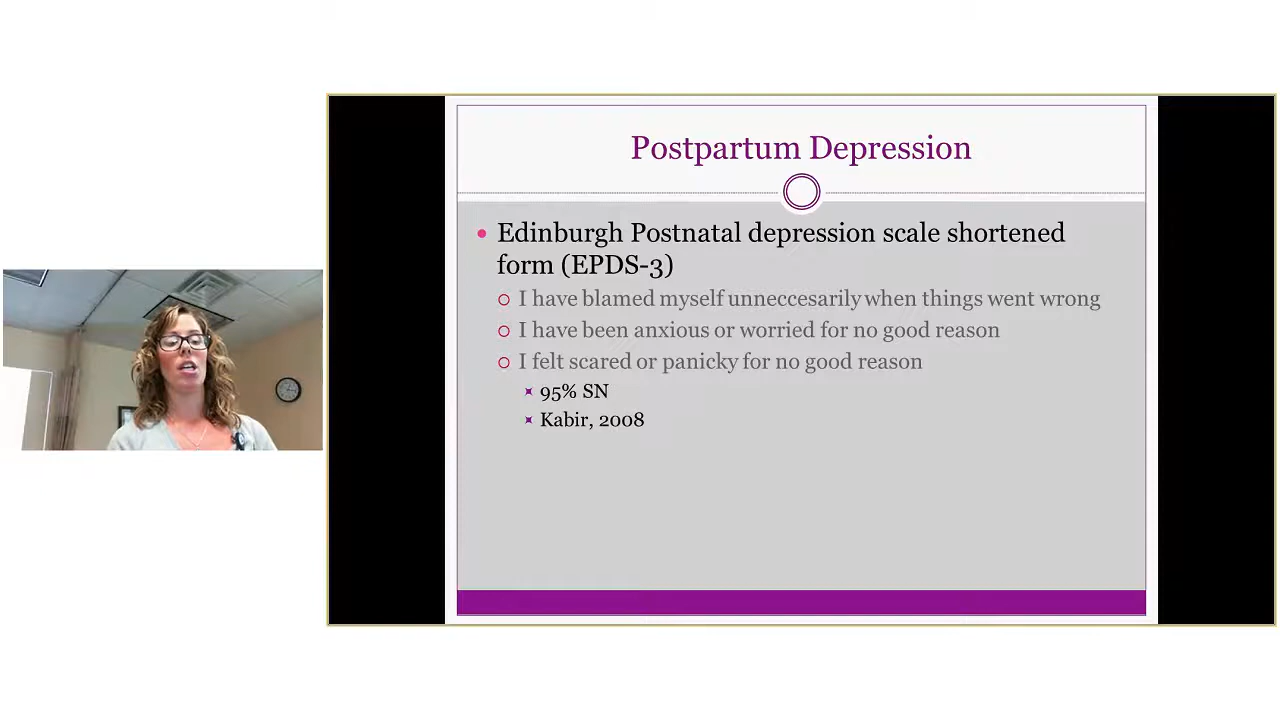 Postpartum Depression
Edinburgh Postnatal depression scale shortened
form (EPDS-3)
I have blamed myself unneccesarily when things went wrong
I have been anxious or worried for no good reason
I felt scared or panicky for no good reason
95% SN
Kabir, 2008